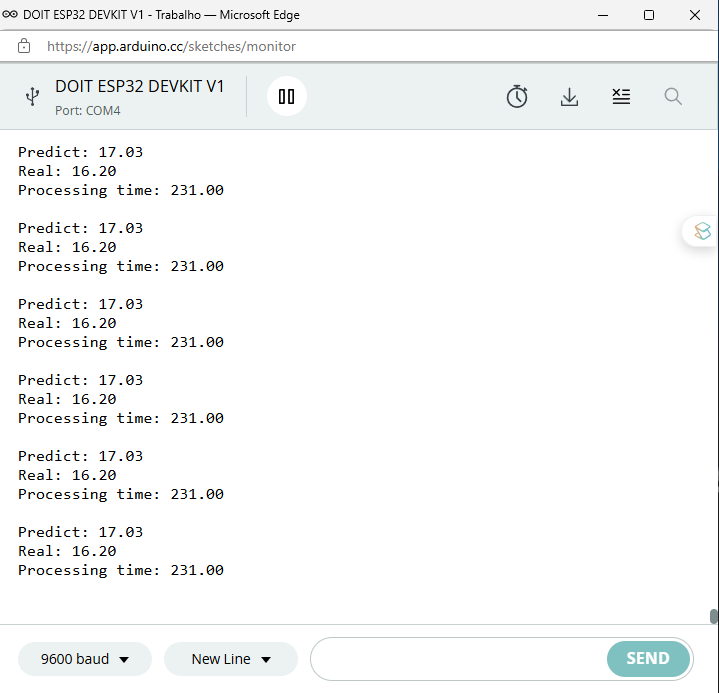 DOIT ESP32 DEVKIT V1 - Trabalho — Microsoft Edge
https://app.arduino.cc/sketches/monitor
DOIT ESP32 DEVKIT V1
Port: COM4
Predict: 17.03
Real: 16.20
Processing time: 231.00
Predict: 17.03
Real: 16.20
Processing time: 231.00
Predict: 17.03
Real: 16.20
Processing time: 231.00
Predict: 17.03
Real: 16.20
Processing time: 231.00
Predict: 17.03
Real: 16.20
Processing time: 231.00
Predict: 17.03
Real: 16.20
Processing time: 231.00
9600 baud New Line SEND